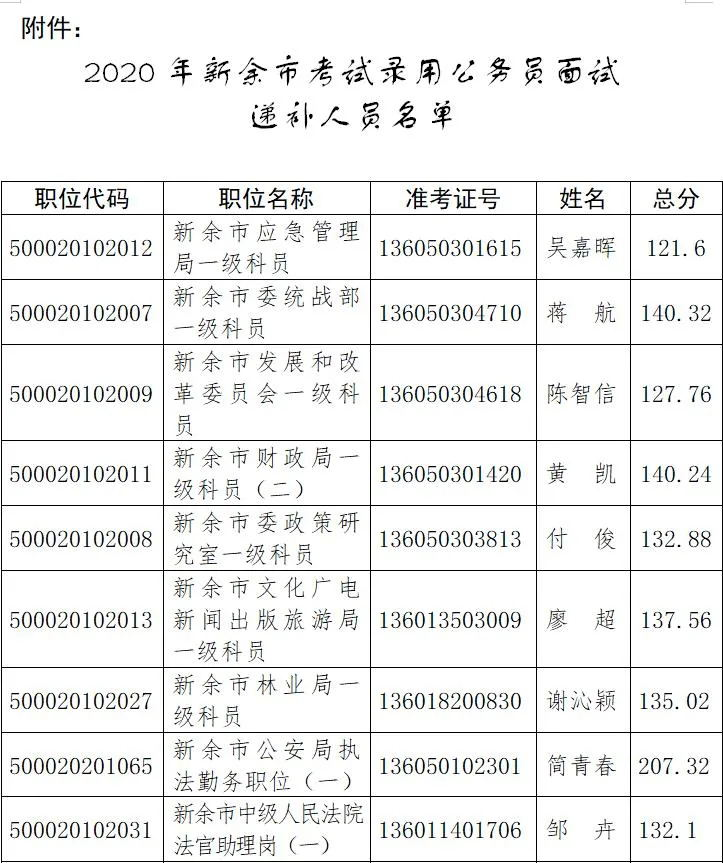 附件：
2020 年新余市考试录用公务员面试
递补人员名单
职位代码 职位名称 准考证号 姓名 总分
500020102012 新余市应急管理 136050301615 吴嘉晖 121.6
局一级科员
500020102007 新余市委统战部 136050304710 蒋 航 140.32
一级科员
500020102009 新余市发展和改 136050304618 陈智信 127.76
革委员会一级科
员
500020102011 新余市财政局一 136050301420 黄 凯 140.24
级科员（二）
500020102008 新余市委政策研 136050303813 付 俊 132.88
究室一级科员
500020102013 新余市文化广电 136013503009 廖 超 137.56
新闻出版旅游局
一级科员
500020102027 新余市林业局一 136018200830 谢沁颖 135.02
级科员
500020201065 新余市公安局执 136050102301 简青春 207.32
法勤务职位（一）
500020102031 新余市中级人民法院 136011401706 邹 卉 132.1
法官助理岗（一）